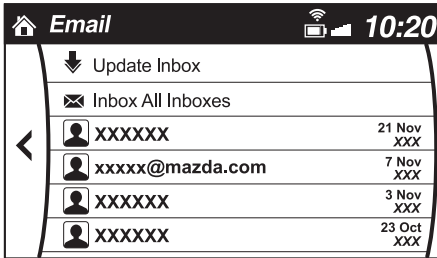 Email 10:20
Update Inbox
Inbox All Inboxes
XXXXXX 21 Nov
XXX
xxxxx@mazda.com 7 Nov
XXX
XXXXXX 3 Nov
XXX
XXXXXX 23 Oct
XXX